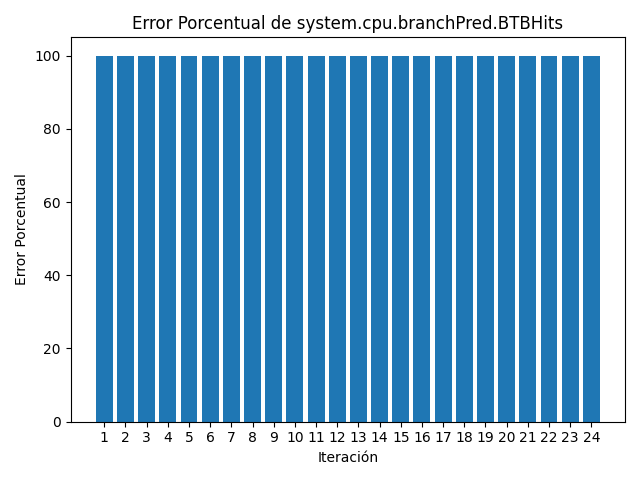 Error Porcentual de system.cpu.branchPred.BTBHits
100
80
60
40
20
0
Error Porcentual
1 2 3 4 5 6 7 8 9 10 11 12 13 14 15 16 17 18 19 20 21 22 23 24
Iteración